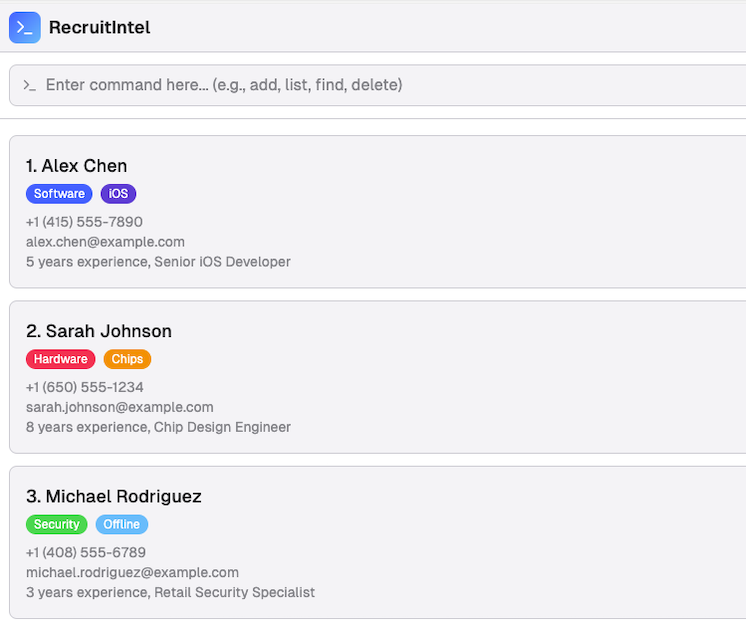 RecruitIntel
>_ Enter command here... (e.g., add, list, find, delete)
1. Alex Chen
Software iOS
+1 (415) 555-7890
alex.chen@example.com
5 years experience, Senior iOS Developer
2. Sarah Johnson
Hardware Chips
+1 (650) 555-1234
sarah.johnson@example.com
8 years experience, Chip Design Engineer
3. Michael Rodriguez
Security Offline
+1 (408) 555-6789
michael.rodriguez@example.com
3 years experience, Retail Security Specialist